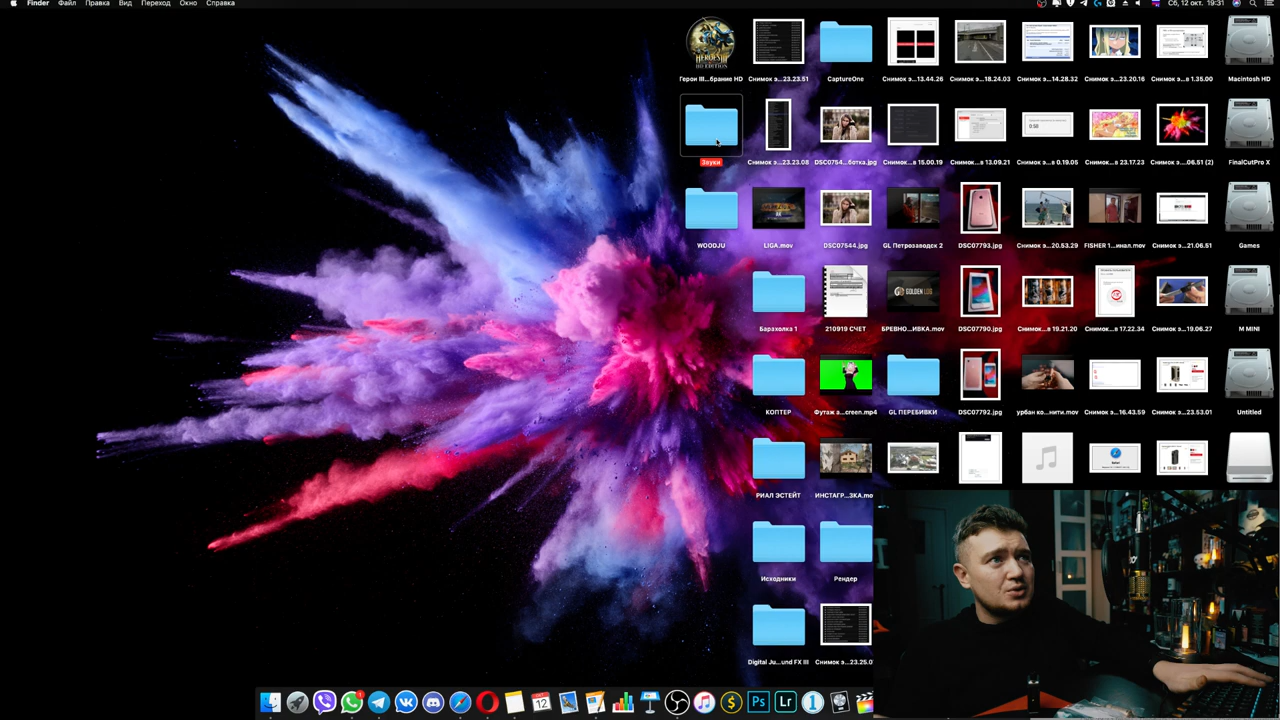 Finder Файл Правка Вид Переход Окно Справка Сб, 12 окт. 19:31
Герои III...брание HD Снимок э...23.23.51 CaptureOne Снимок э...13.44.26 Снимок э...18.24.03 Снимок э...14.28.32 Снимок э...23.20.16 Снимок э...в 1.35.00 Macintosh HD
Звуки Снимок э...23.23.08 DSC0754...ботка.jpg Снимок...в 15.00.19 Снимок...в 13.09.21 Снимок э...в 0.19.05 Снимок э...23.17.23 ...06.51 (2) FinalCutPro X
WOODJU LIGA.mov DSC07544.jpg GL Петрозаводск 2 DSC07793.jpg Снимок э...20.53.29 FISHER 1...инал.mov Снимок э...21.06.51 Games
Барахолка 1 210919 СЧЕТ БРЕВНО...ИВКА.mov DSC07790.jpg Снимок...в 19.21.20 Снимок...в 17.22.34 Снимок э...19.06.27 M MINI
КОПТЕР Футаж э...creen.mp4 GL ПЕРЕБИВКИ DSC07792.jpg урбан ко...нити.mov Снимок...в 16.43.59 Снимок э...23.53.01 Untitled
РИАЛ ЭСТЕЙТ ИНСТАГР...ЗКА.mo
Исходники Рендер
Digital Ju...und FX III Снимок э...23.25.0